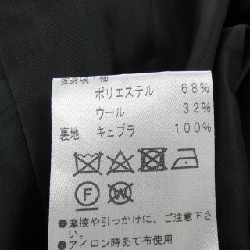 ポリエステル 68%
ウール 32%
裏地 キュプラ 100%
F W
●摩擦や引っかけに、ご注意下さ
い。
●アイロン時あて布使用